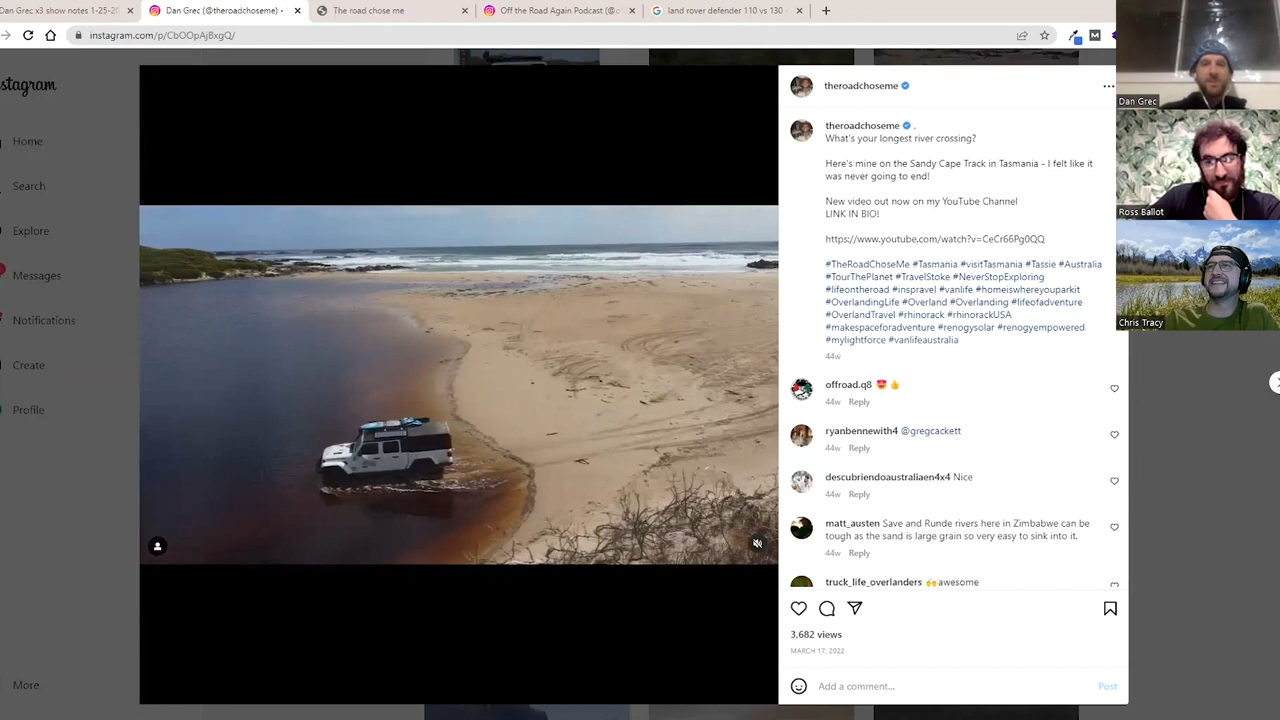 Dan Grec x3 show notes 1-25-20
Dan Grec (@theroadchoseme) •
The road chose me
Off the Road Again Podcast (@c
land rover defender 110 vs 130 -
instagram.com/p/CbOOpAjBxgQ/
M
stagram
Home
Search
Explore
Messages
Notifications
Create
Profile
More
theroadchoseme
theroadchoseme .
What's your longest river crossing?
Here's mine on the Sandy Cape Track in Tasmania - I felt like it
was never going to end!
New video out now on my YouTube Channel
LINK IN BIO!
https://www.youtube.com/watch?v=CeCr66Pg0QQ
#TheRoadChoseMe #Tasmania #visitTasmania #Tassie #Australia
#TourThePlanet #TravelStoke #NeverStopExploring
#lifeontheroad #inspravel #vanlife #homeiswhereyouparkit
#OverlandingLife #Overland #Overlanding #lifeofadventure
#OverlandTravel #rhinorack #rhinorackUSA
#makespaceforadventure #renogysolar #renogyempowered
#mylightforce #vanlifeaustralia
44w
offroad.q8 😍 👍
44w Reply
ryanbennewith4 @gregcackett
44w Reply
descubriendoaustraliaen4x4 Nice
44w Reply
matt_austen Save and Runde rivers here in Zimbabwe can be
tough as the sand is large grain so very easy to sink into it.
44w Reply
truck_life_overlanders 🙌awesome
3,682 views
MARCH 17, 2022
Add a comment...
Post
Dan Grec
Ross Ballot
Chris Tracy